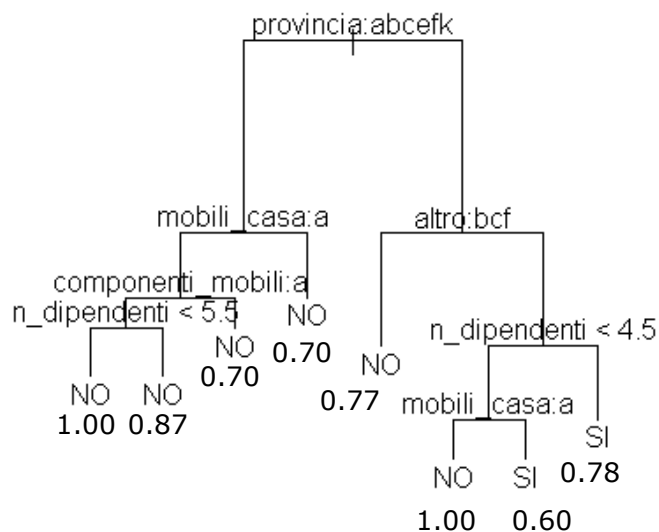 provincia:abcefk
mobili_casa:a
altro:bcf
componenti_mobili:a
n_dipendenti < 5.5
NO
n_dipendenti < 4.5
NO
0.70
NO
0.70
0.77
NO
NO
mobili_casa:a
1.00
0.87
SI
0.78
NO
SI
1.00
0.60